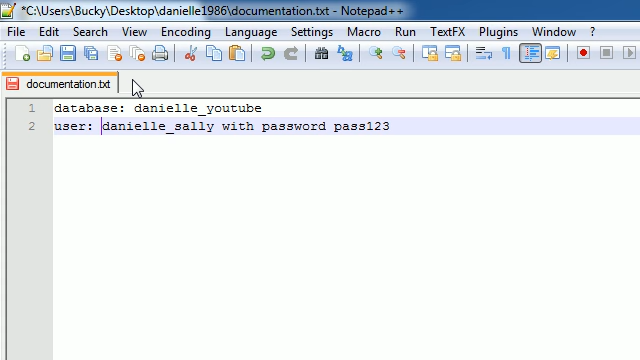 *C:\Users\Bucky\Desktop\danielle1986\documentation.txt - Notepad++
File Edit Search View Encoding Language Settings Macro Run TextFX Plugins Window ?
documentation.txt
1 database: danielle_youtube
2 user: danielle_sally with password pass123